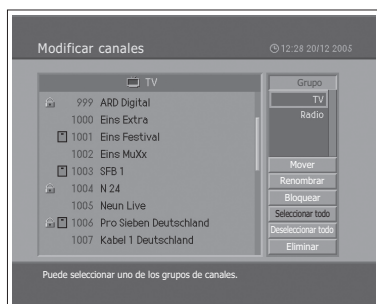 Modificar canales
12:28 20/12 2005
TV
999 ARD Digital
1000 Eins Extra
1001 Eins Festival
1002 Eins MuXx
1003 SFB 1
1004 N 24
1005 Neun Live
1006 Pro Sieben Deutschland
1007 Kabel 1 Deutschland
Grupo
TV
Radio
Mover
Renombrar
Bloquear
Seleccionar todo
Deseleccionar todo
Eliminar
Puede seleccionar uno de los grupos de canales.